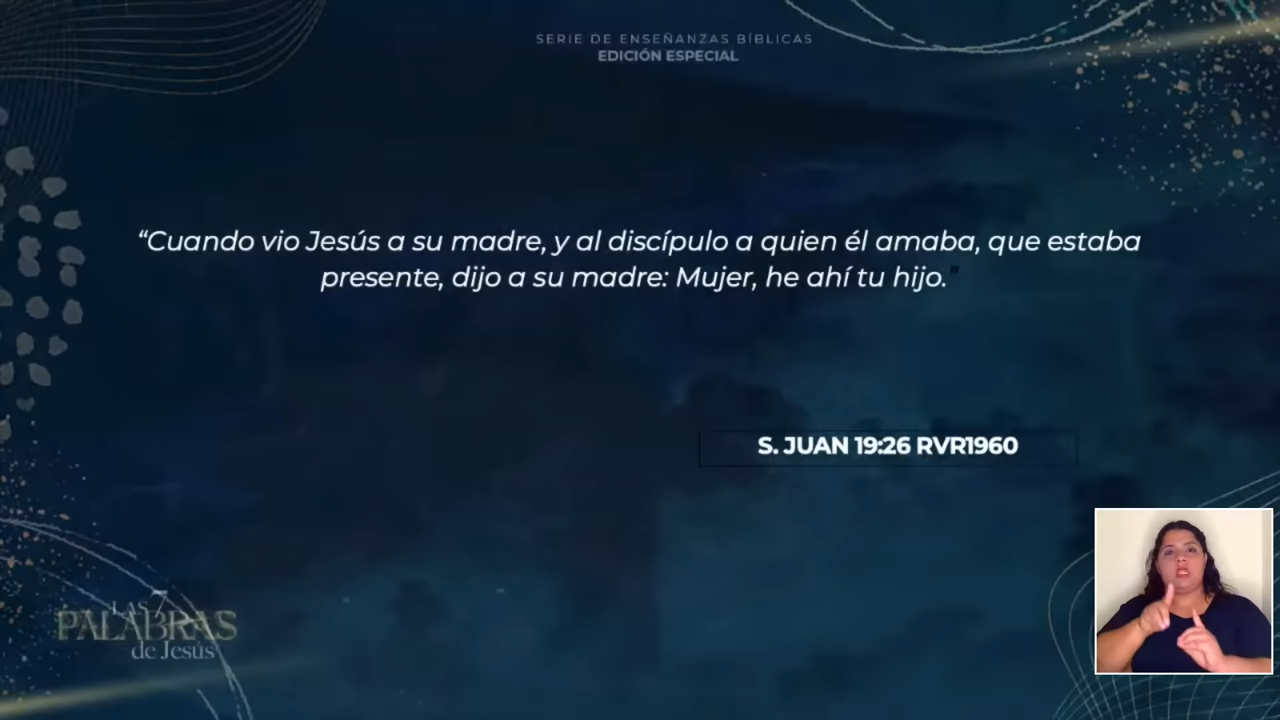 SERIE DE ENSEÑANZAS BÍBLICAS
EDICIÓN ESPECIAL
“Cuando vio Jesús a su madre, y al discípulo a quien él amaba, que estaba
presente, dijo a su madre: Mujer, he ahí tu hijo.”
S. JUAN 19:26 RVR1960
LAS 7
PALABRAS
de Jesús